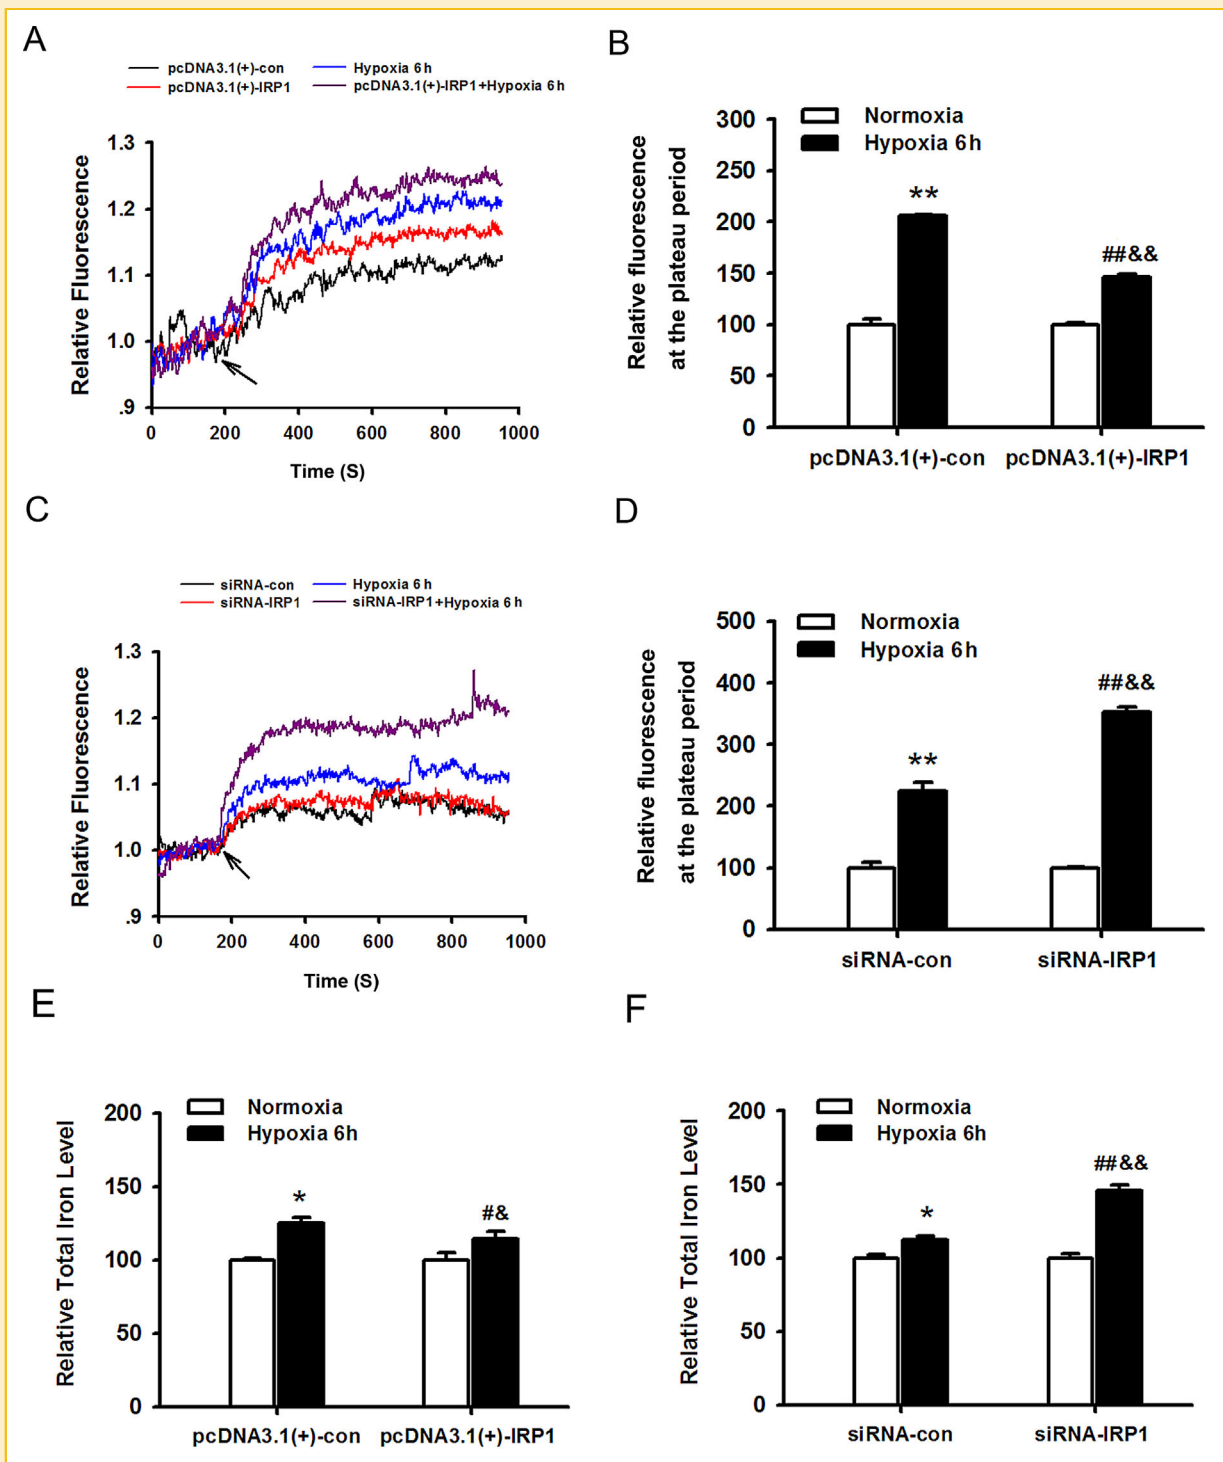 A
pcDNA3.1(+)-con
Hypoxia 6h
pcDNA3.1(+)-IRP1
pcDNA3.1(+)-IRP1+Hypoxia 6h
1.3
1.2
1.1
1.0
.9
Relative Fluorescence
0 200 400 600 800 1000
Time (S)
B
Normoxia
Hypoxia 6h
300
250
200
150
100
50
0
Relative fluorescence
at the plateau period
**
##&&
pcDNA3.1(+)-con pcDNA3.1(+)-IRP1
C
siRNA-con
Hypoxia 6h
siRNA-IRP1
siRNA-IRP1+Hypoxia 6h
1.3
1.2
1.1
1.0
.9
Relative Fluorescence
0 200 400 600 800 1000
Time (S)
D
Normoxia
Hypoxia 6h
500
400
300
200
100
0
Relative fluorescence
at the plateau period
**
##&&
siRNA-con siRNA-IRP1
E
Normoxia
Hypoxia 6h
200
150
100
50
0
Relative Total Iron Level
*
#&
pcDNA3.1(+)-con pcDNA3.1(+)-IRP1
F
Normoxia
Hypoxia 6h
200
150
100
50
0
Relative Total Iron Level
*
##&&
siRNA-con siRNA-IRP1